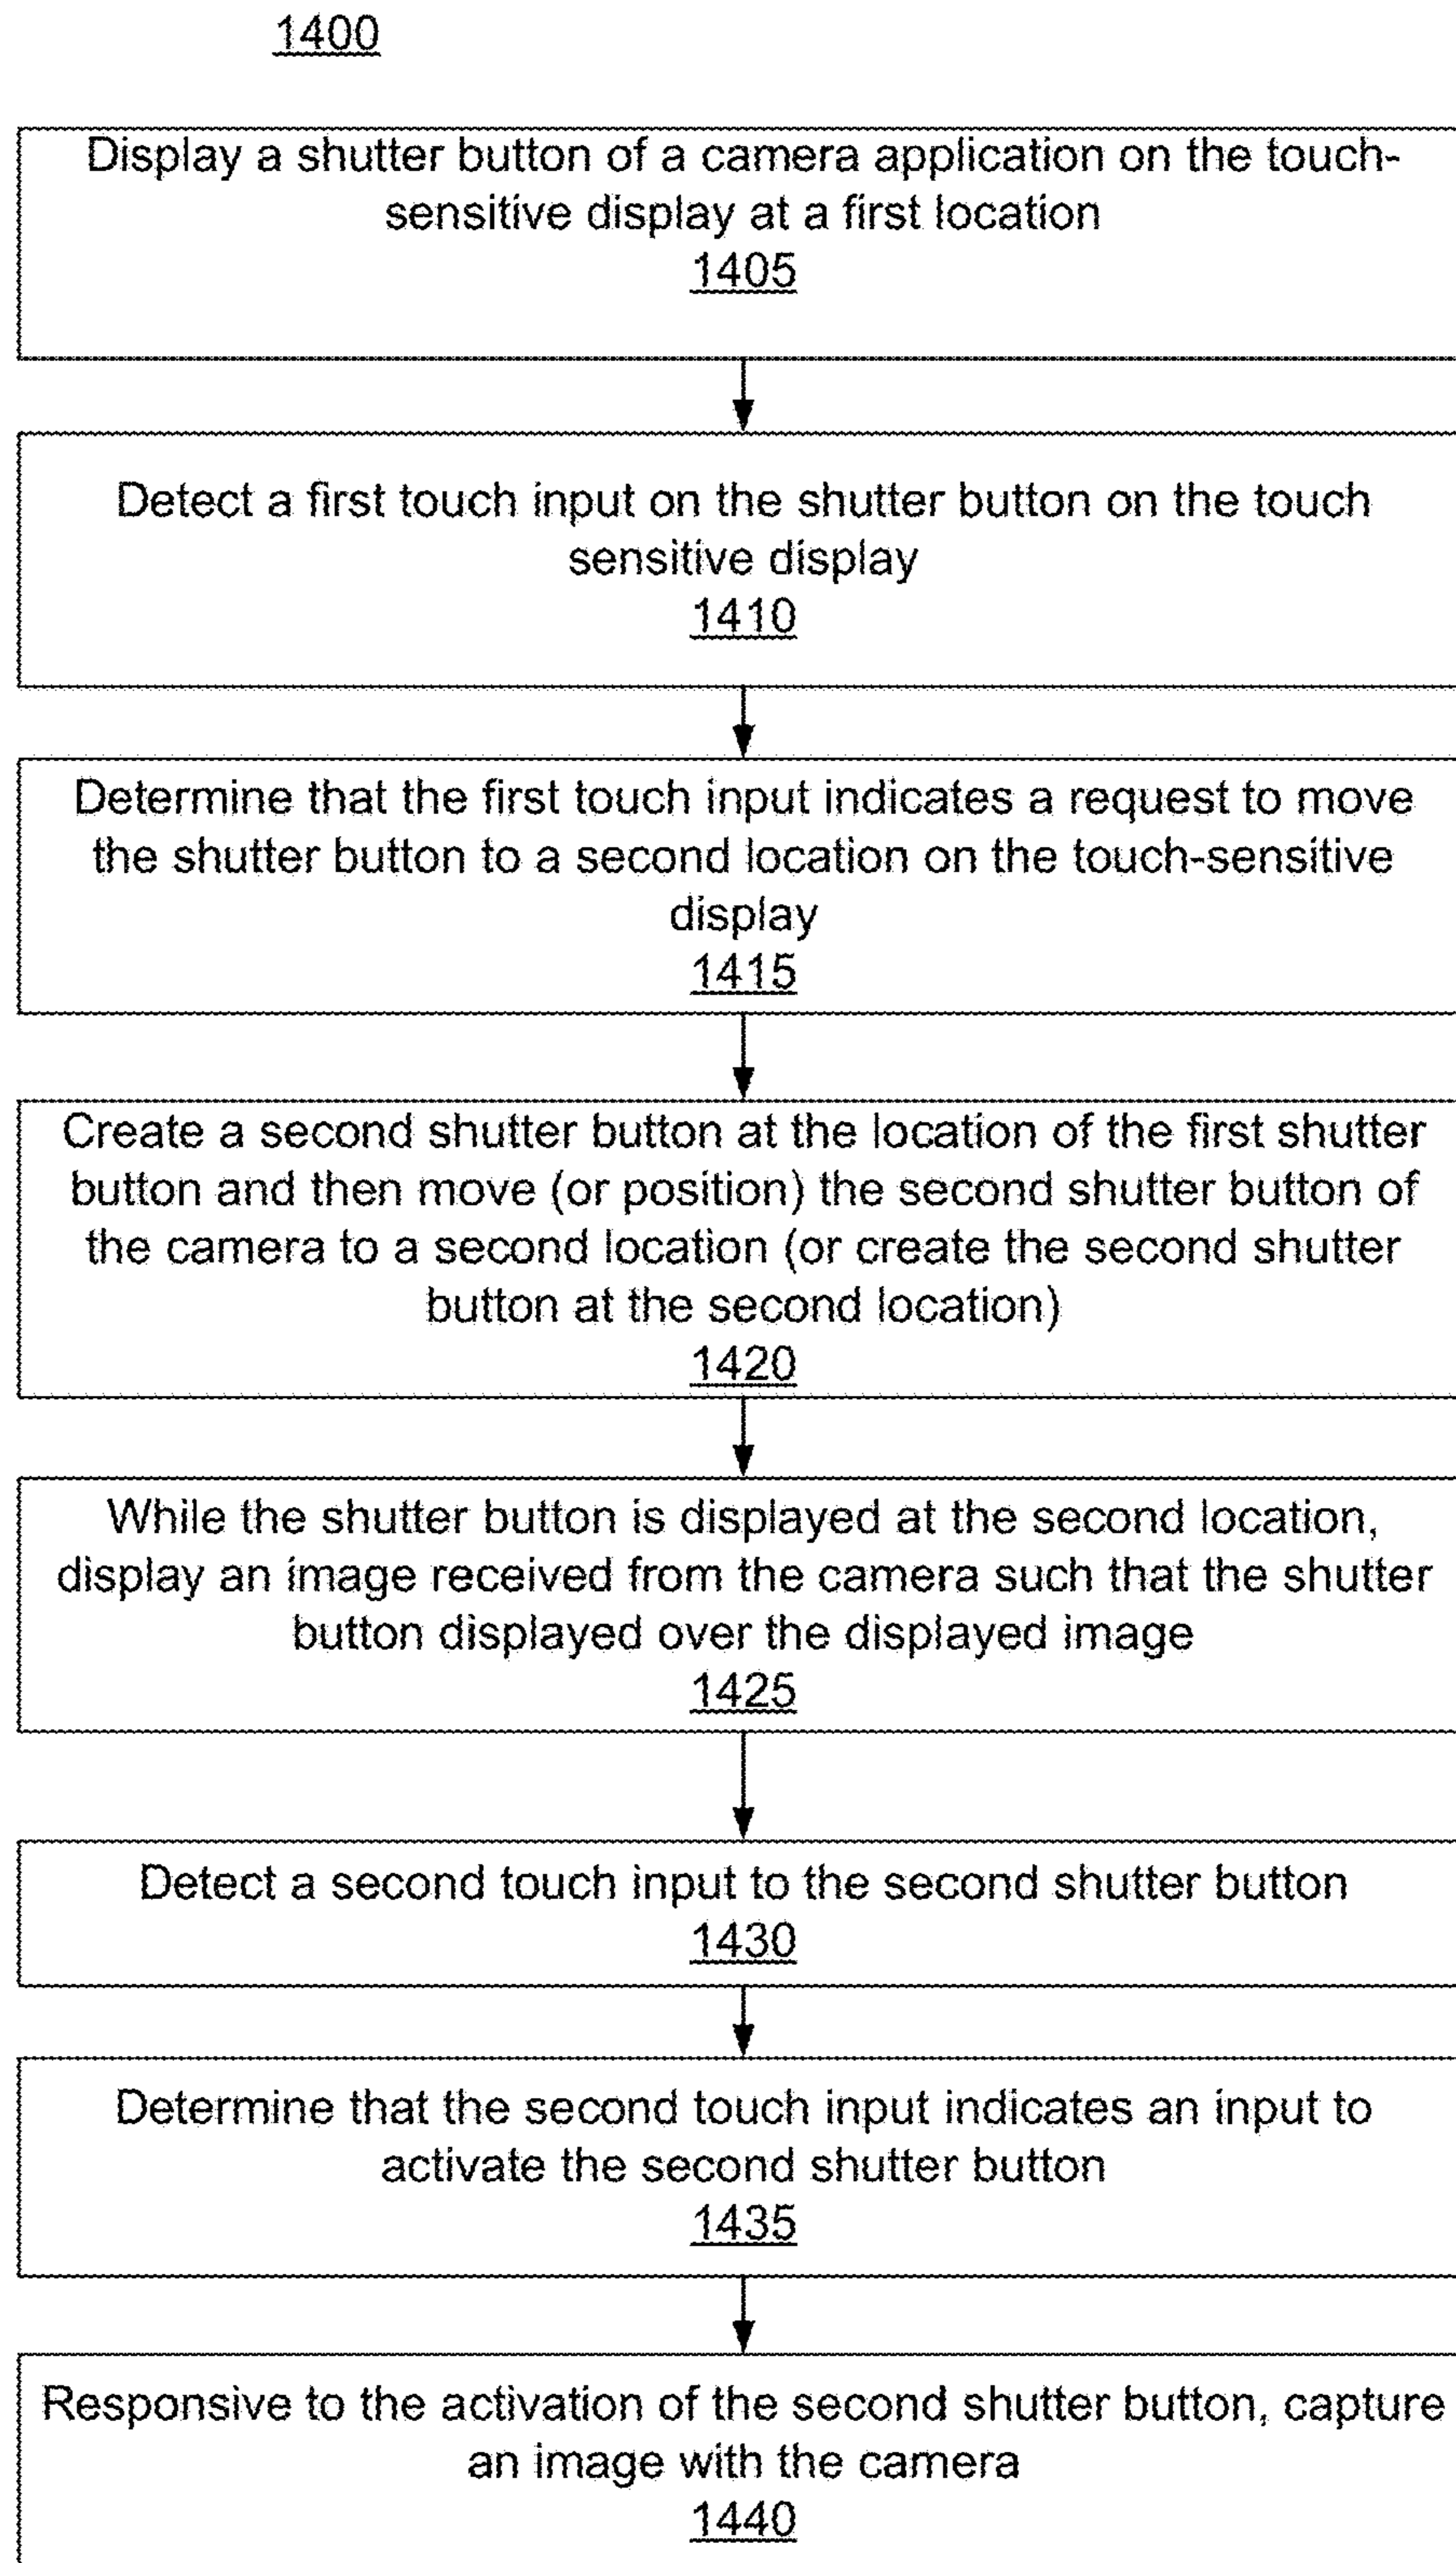 1400
Display a shutter button of a camera application on the touch-
sensitive display at a first location
1405
Detect a first touch input on the shutter button on the touch
sensitive display
1410
Determine that the first touch input indicates a request to move
the shutter button to a second location on the touch-sensitive
display
1415
Create a second shutter button at the location of the first shutter
button and then move (or position) the second shutter button of
the camera to a second location (or create the second shutter
button at the second location)
1420
While the shutter button is displayed at the second location,
display an image received from the camera such that the shutter
button displayed over the displayed image
1425
Detect a second touch input to the second shutter button
1430
Determine that the second touch input indicates an input to
activate the second shutter button
1435
Responsive to the activation of the second shutter button, capture
an image with the camera
1440